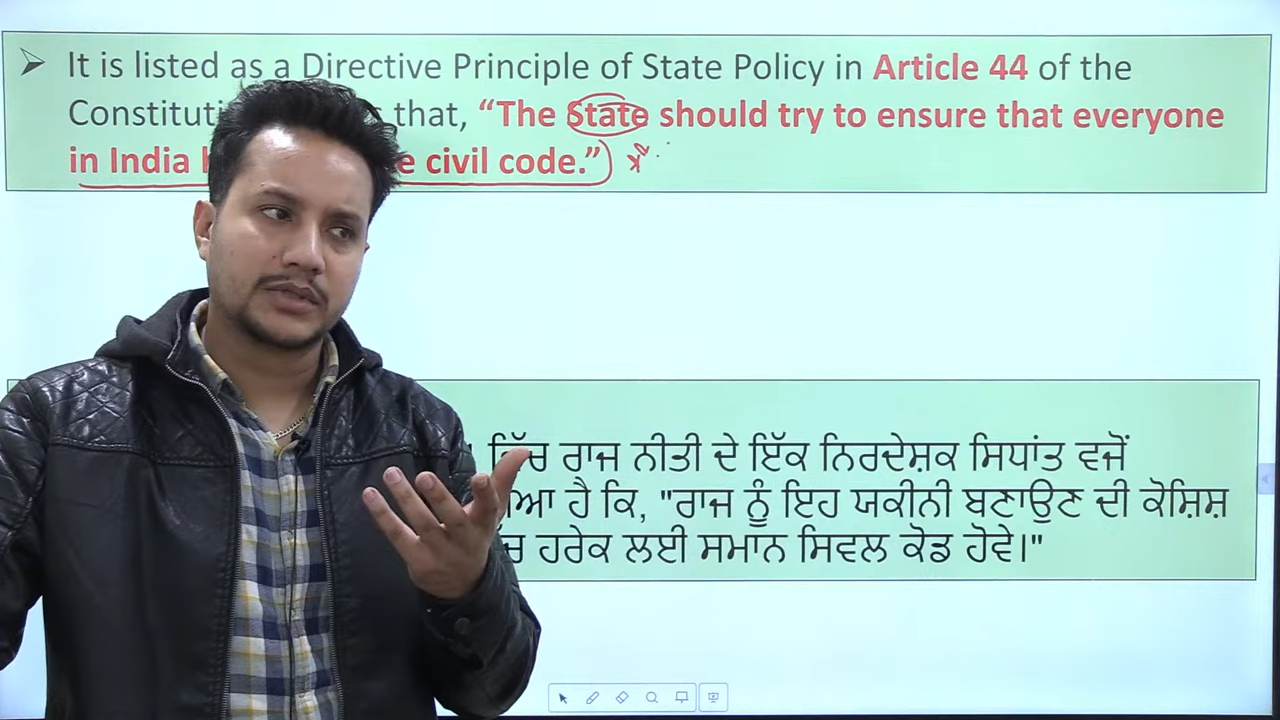 It is listed as a Directive Principle of State Policy in Article 44 of the
that, “The State should try to ensure that everyone
in India civil code.”
ਵਿੱਚ ਰਾਜ ਨੀਤੀ ਦੇ ਇੱਕ ਨਿਰਦੇਸ਼ਕ ਸਿਧਾਂਤ ਵਜੋਂ
ਹੈ ਕਿ, "ਰਾਜ ਨੂੰ ਇਹ ਯਕੀਨੀ ਬਣਾਉਣ ਦੀ ਕੋਸ਼ਿਸ਼
ਹਰੇਕ ਲਈ ਸਮਾਨ ਸਿਵਲ ਕੋਡ ਹੋਵੇ।"